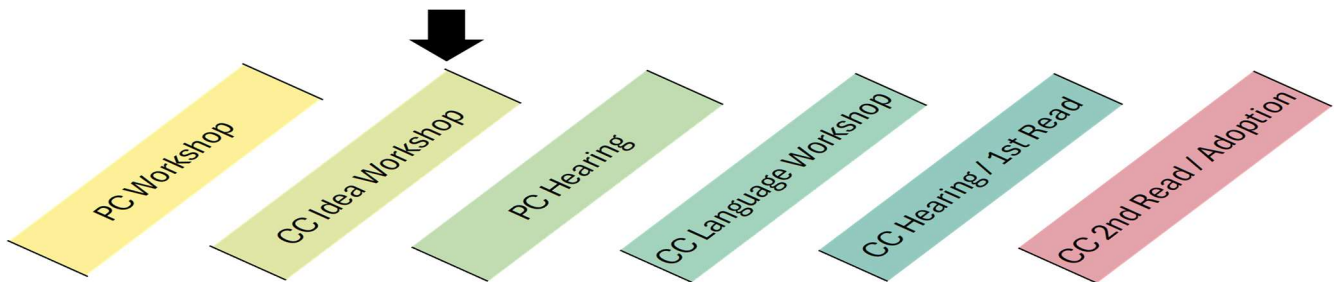 PC Workshop
CC Idea Workshop
PC Hearing
CC Language Workshop
CC Hearing / 1st Read
CC 2nd Read / Adoption